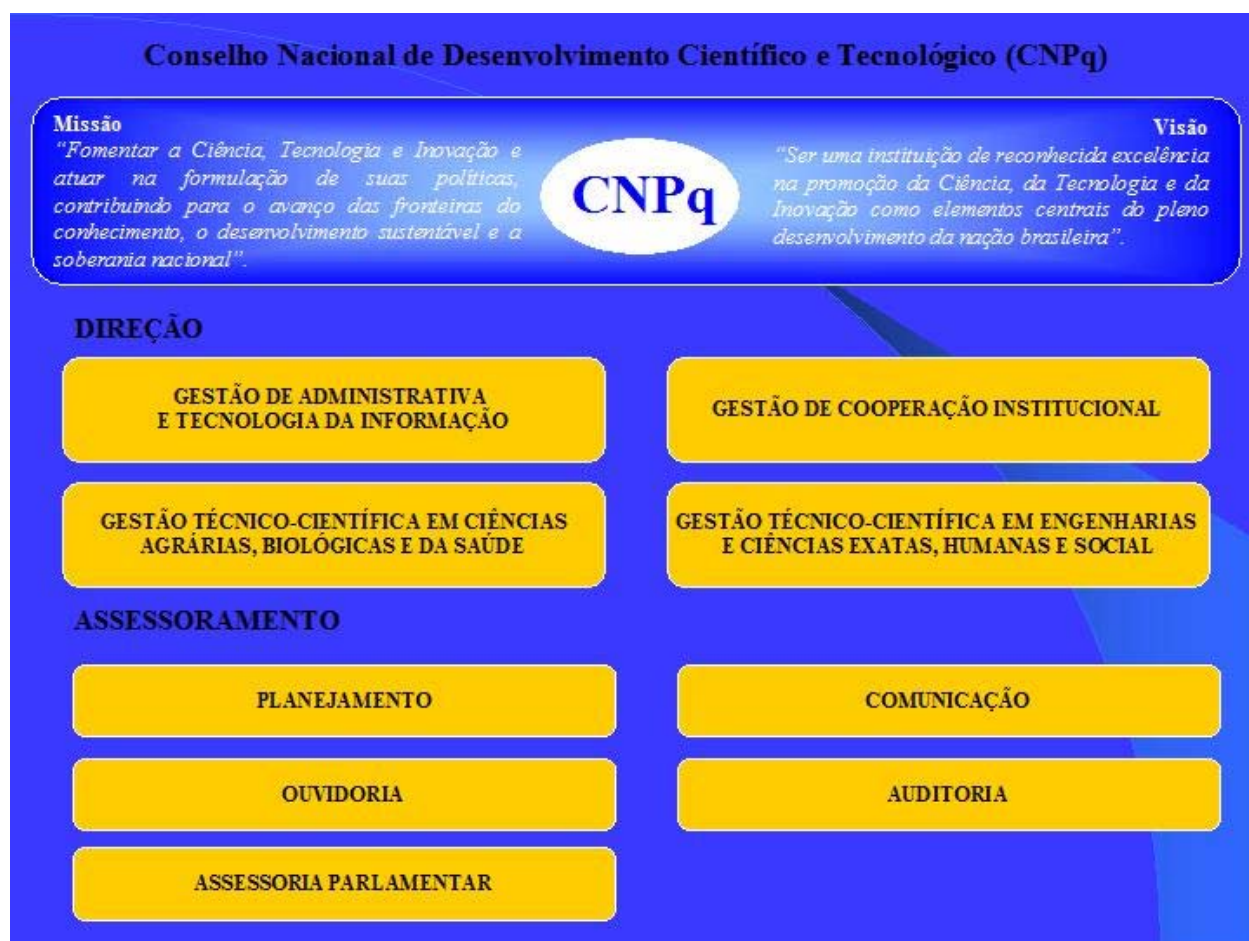 Conselho Nacional de Desenvolvimento Científico e Tecnológico (CNPq)
Missão
“Fomentar a Ciência, Tecnologia e Inovação e
atuar na formulação de suas políticas,
contribuindo para o avanço das fronteiras do
conhecimento, o desenvolvimento sustentável e a
soberania nacional”.
CNPq
Visão
“Ser uma instituição de reconhecida excelência
na promoção da Ciência, da Tecnologia e da
Inovação como elementos centrais do pleno
desenvolvimento da nação brasileira”.
DIREÇÃO
GESTÃO DE ADMINISTRATIVA
E TECNOLOGIA DA INFORMAÇÃO
GESTÃO DE COOPERAÇÃO INSTITUCIONAL
GESTÃO TÉCNICO-CIENTÍFICA EM CIÊNCIAS
AGRÁRIAS, BIOLÓGICAS E DA SAÚDE
GESTÃO TÉCNICO-CIENTÍFICA EM ENGENHARIAS
E CIÊNCIAS EXATAS, HUMANAS E SOCIAL
ASSESSORAMENTO
PLANEJAMENTO
COMUNICAÇÃO
OUVIDORIA
AUDITORIA
ASSESSORIA PARLAMENTAR